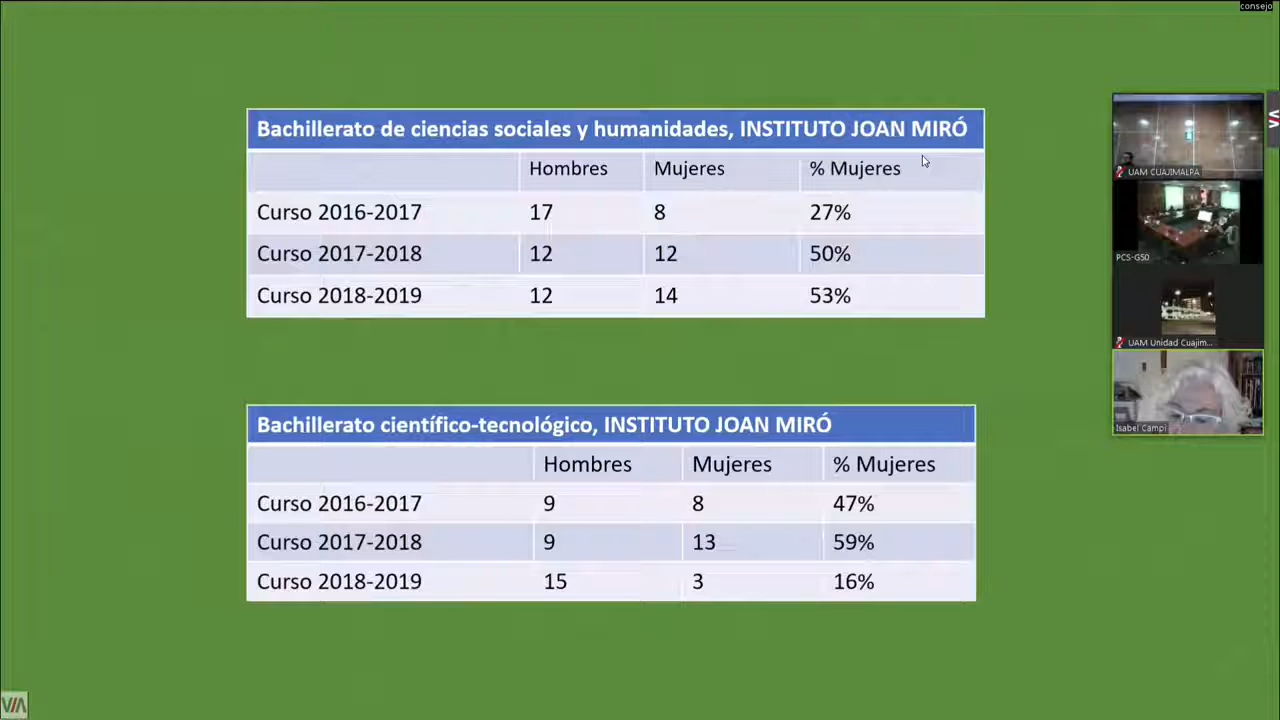 consejo
Bachillerato de ciencias sociales y humanidades, INSTITUTO JOAN MIRÓ
Hombres Mujeres % Mujeres
Curso 2016-2017 17 8 27%
Curso 2017-2018 12 12 50%
Curso 2018-2019 12 14 53%
Bachillerato científico-tecnológico, INSTITUTO JOAN MIRÓ
Hombres Mujeres % Mujeres
Curso 2016-2017 9 8 47%
Curso 2017-2018 9 13 59%
Curso 2018-2019 15 3 16%
UAM CUAJIMALPA
PCS-G50
UAM Unidad Cuajim...
Isabel Campi